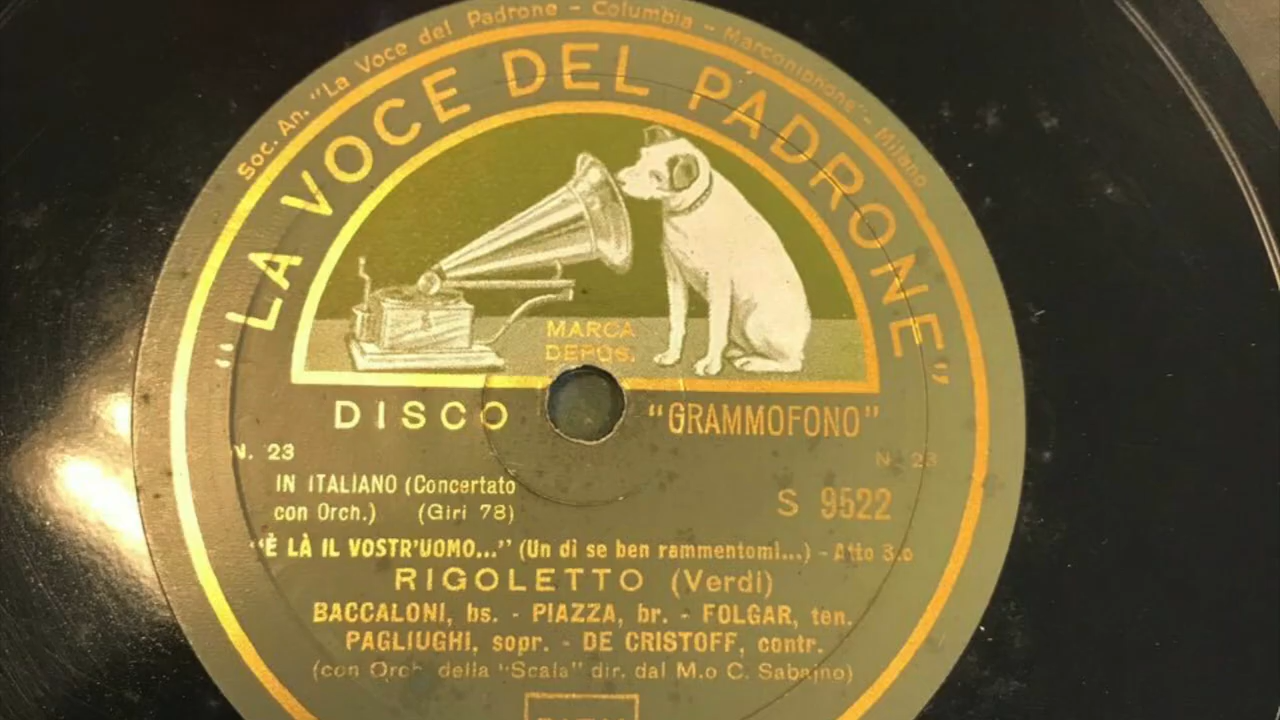 Soc. An. "La Voce del Padrone - Columbia - Marconiphone" - Milano
"LA VOCE DEL PADRONE"
MARCA
DEPOS.
DISCO "GRAMMOFONO"
N. 23 N. 23
IN ITALIANO (Concertato
con Orch.) (Giri 78)
S 9522
"È LÀ IL VOSTR'UOMO..." (Un dì se ben rammentomi...) - Atto 3.o
RIGOLETTO (Verdi)
BACCALONI, bs. - PIAZZA, br. - FOLGAR, ten.
PAGLIUGHI, sopr. - DE CRISTOFF, contr.
(con Orch. della "Scala" dir. dal M.o C. Sabajno)